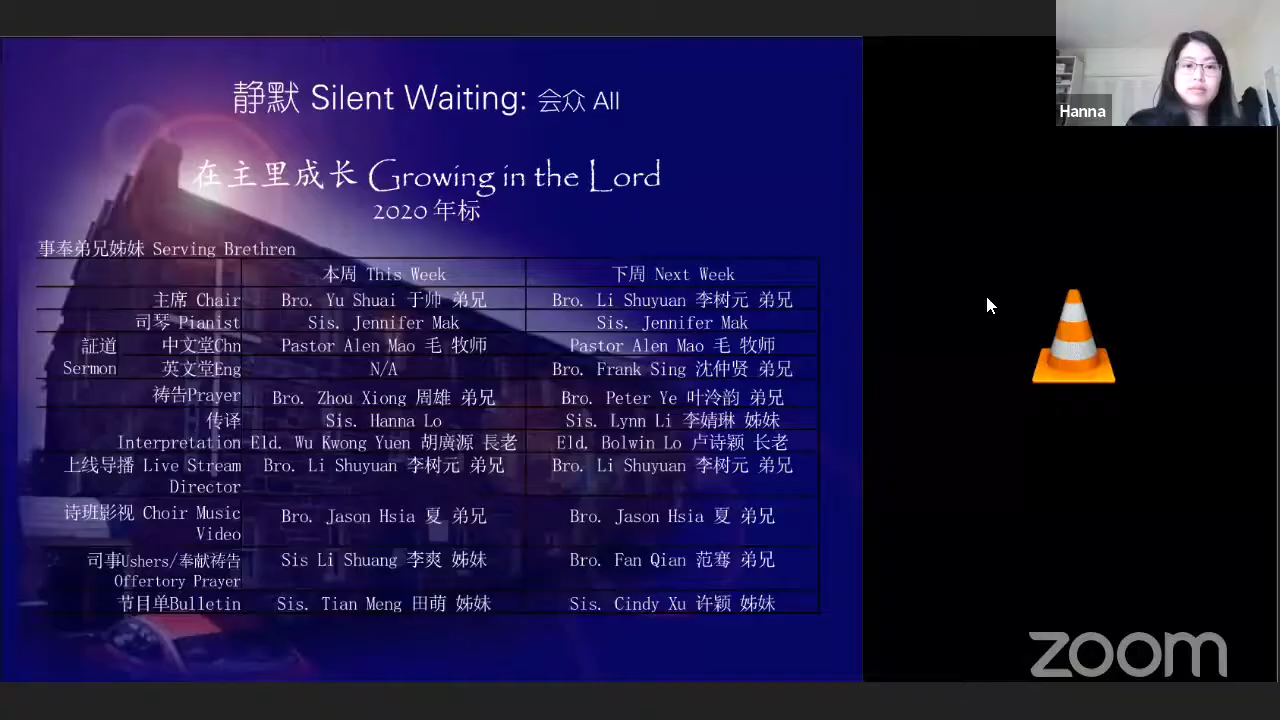 静默 Silent Waiting: 会众 All
Hanna
在主里成长 Growing in the Lord
2020 年标
事奉弟兄姊妹 Serving Brethren
本周 This Week 下周 Next Week
主席 Chair Bro. Yu Shuai 于帅 弟兄 Bro. Li Shuyuan 李树元 弟兄
司琴 Pianist Sis. Jennifer Mak Sis. Jennifer Mak
証道 中文堂Chn Pastor Alen Mao 毛 牧师 Pastor Alen Mao 毛 牧师
Sermon 英文堂Eng N/A Bro. Frank Sing 沈仲贤 弟兄
祷告Prayer Bro. Zhou Xiong 周雄 弟兄 Bro. Peter Ye 叶泠韵 弟兄
传译 Sis. Hanna Lo Sis. Lynn Li 李婧琳 姊妹
Interpretation Eld. Wu Kwong Yuen 胡廣源 長老 Eld. Bolwin Lo 卢诗颖 长老
上线导播 Live Stream Bro. Li Shuyuan 李树元 弟兄 Bro. Li Shuyuan 李树元 弟兄
Director
诗班影视 Choir Music Bro. Jason Hsia 夏 弟兄 Bro. Jason Hsia 夏 弟兄
Video
司事Ushers/奉献祷告 Sis Li Shuang 李爽 姊妹 Bro. Fan Qian 范骞 弟兄
Offertory Prayer
节目单Bulletin Sis. Tian Meng 田萌 姊妹 Sis. Cindy Xu 许颖 姊妹
zoom